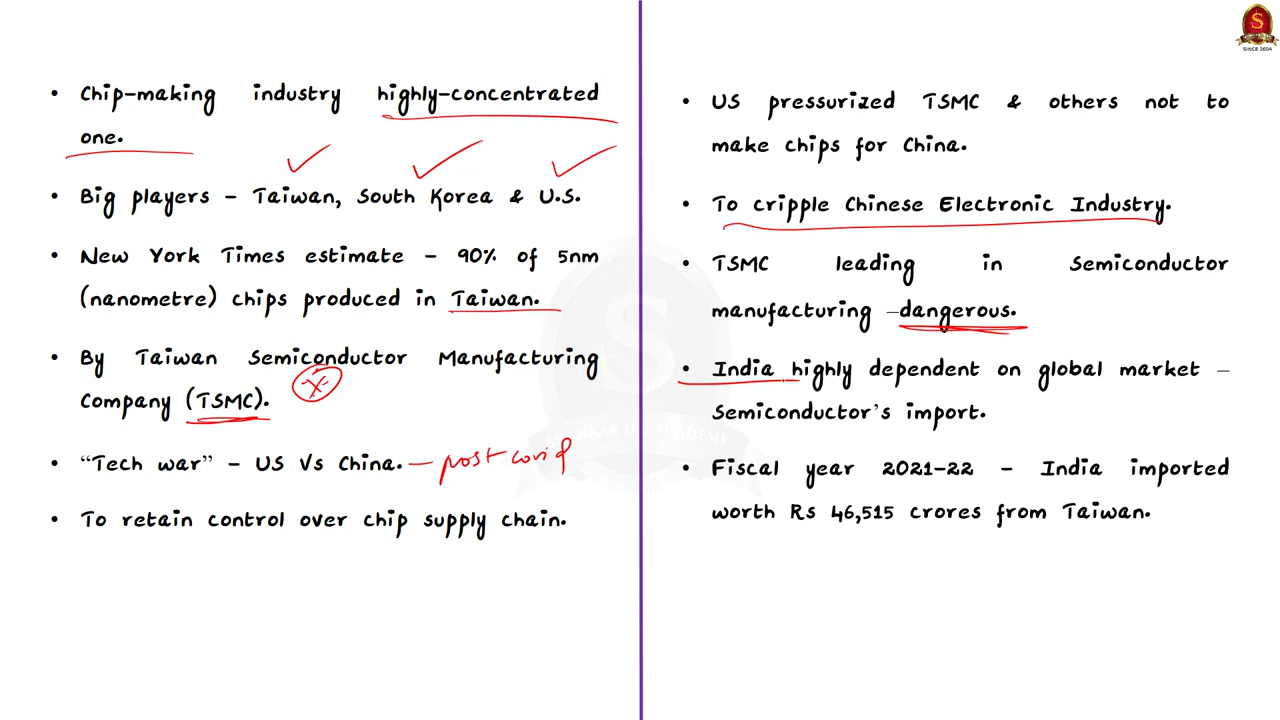 • Chip-making industry highly-concentrated
one.
• Big players – Taiwan, South Korea & U.S.
• New York Times estimate – 90% of 5nm
(nanometre) chips produced in Taiwan.
• By Taiwan Semiconductor Manufacturing
Company (TSMC).
• “Tech war” – US Vs China. – post covid
• To retain control over chip supply chain.
• US pressurized TSMC & others not to
make chips for China.
• To cripple Chinese Electronic Industry.
• TSMC leading in Semiconductor
manufacturing –dangerous.
• India highly dependent on global market –
Semiconductor’s import.
• Fiscal year 2021-22 – India imported
worth Rs 46,515 crores from Taiwan.
S
SINCE 2004